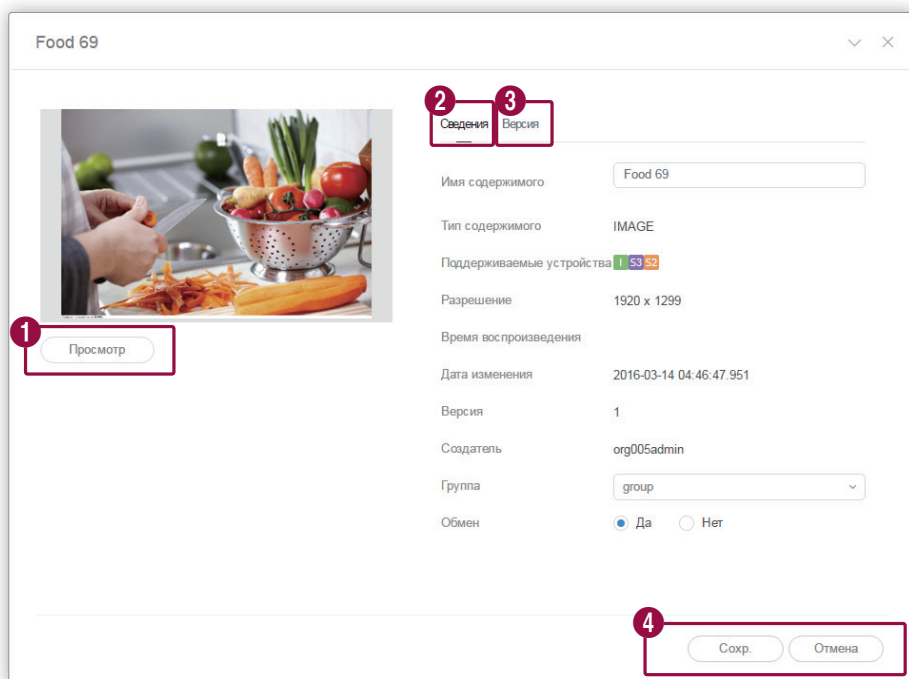 Food 69
2
3
Сведения
Версия
Имя содержимого
Food 69
Тип содержимого
IMAGE
Поддерживаемые устройства
I S3 S2
Разрешение
1920 x 1299
1
Просмотр
Время воспроизведения
Дата изменения
2016-03-14 04:46:47.951
Версия
1
Создатель
org005admin
Группа
group
Обмен
Да
Нет
4
Сохр.
Отмена